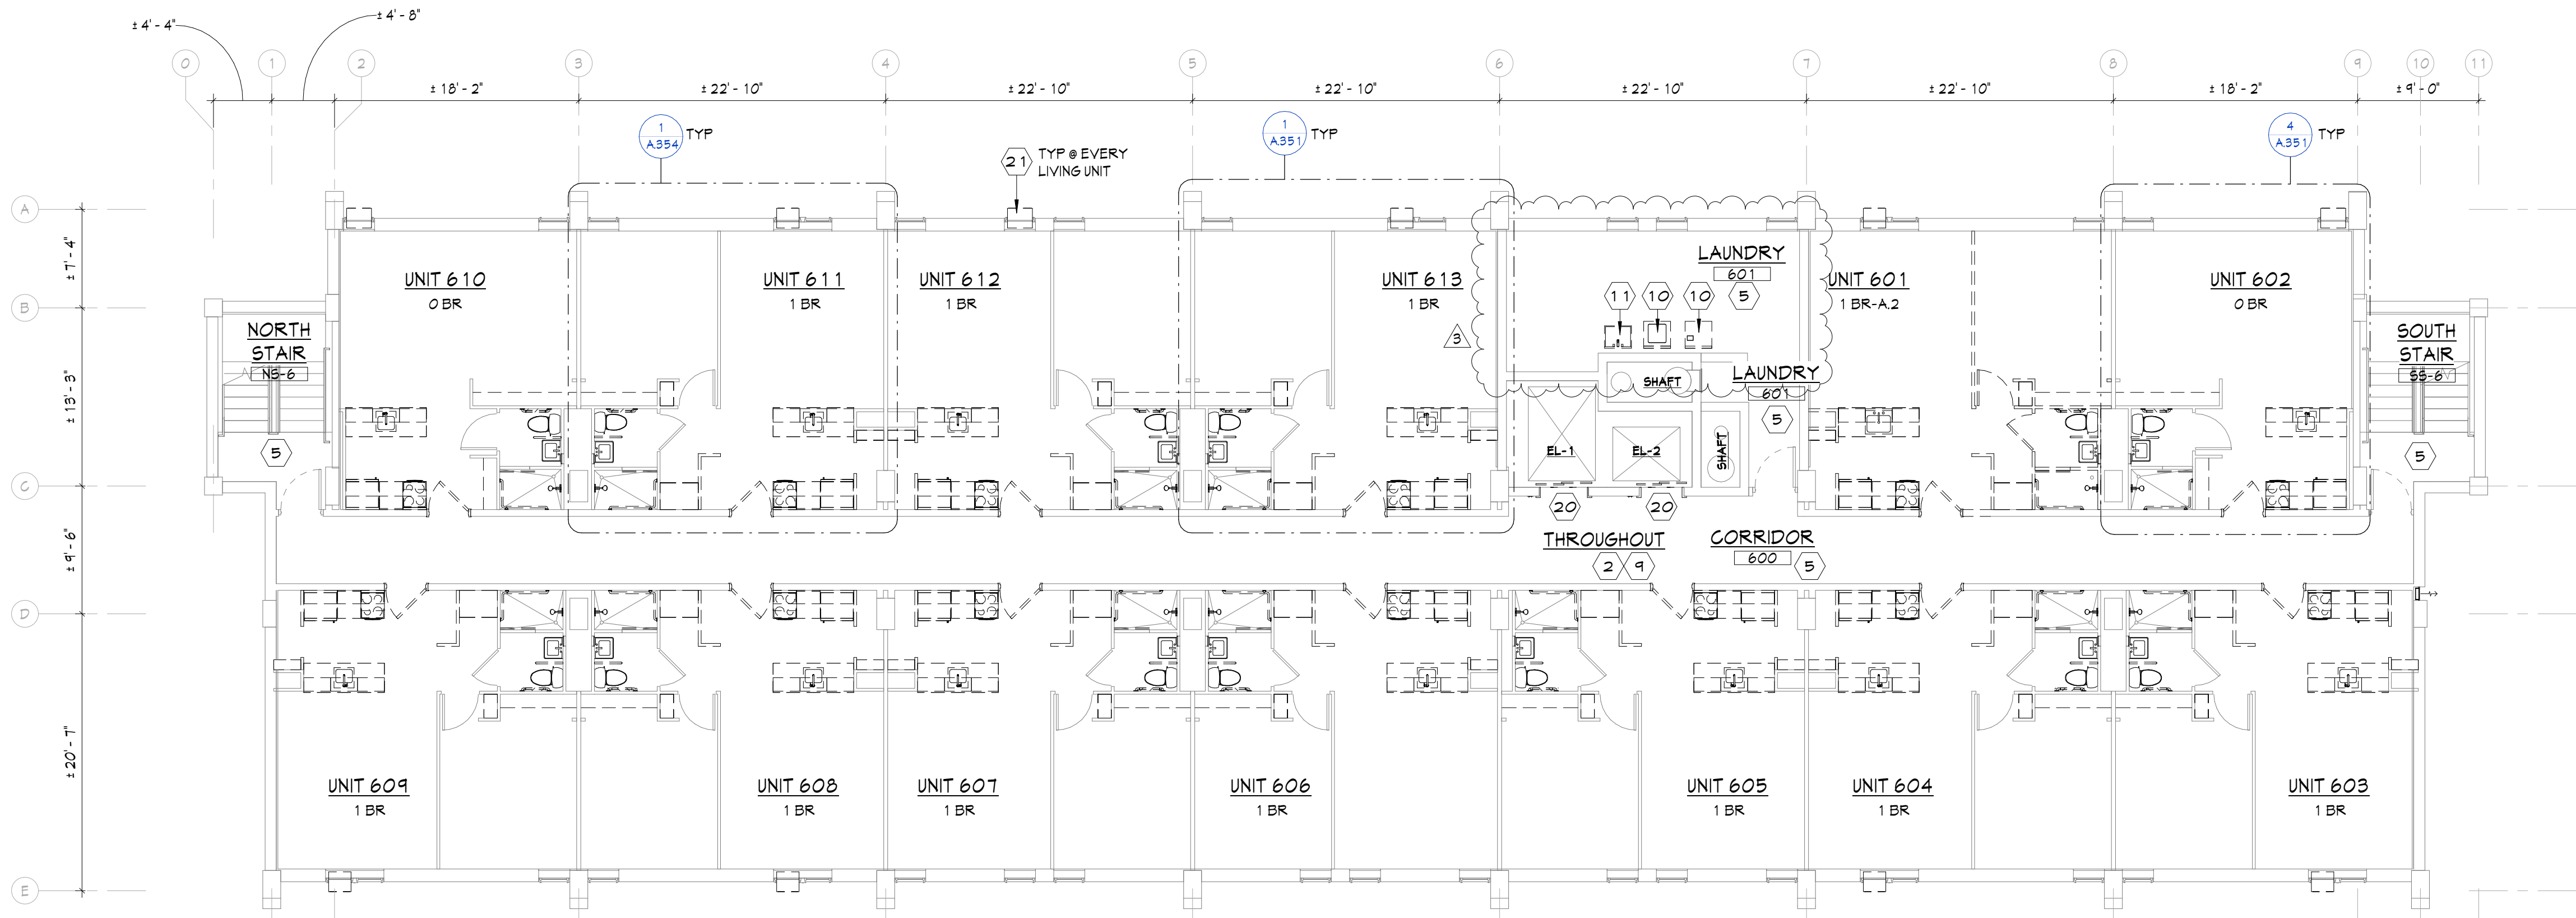 ± 4' - 4"
± 4' - 8"
0
1
2
3
4
5
6
7
8
9
10
11
± 18' - 2"
± 22' - 10"
± 22' - 10"
± 22' - 10"
± 22' - 10"
± 22' - 10"
± 18' - 2"
± 9' - 0"
1
A.354
TYP
1
A.351
TYP
4
A.351
TYP
21
TYP @ EVERY
LIVING UNIT
A
B
C
D
E
± 7' - 4"
± 13' - 3"
± 9' - 6"
± 20' - 7"
NORTH
STAIR
NS-6
5
UNIT 610
0 BR
UNIT 611
1 BR
UNIT 612
1 BR
UNIT 613
1 BR
3
LAUNDRY
601
5
11
10
10
SHAFT
LAUNDRY
601
5
EL-1
EL-2
SHAFT
20
20
UNIT 601
1 BR-A.2
UNIT 602
0 BR
SOUTH
STAIR
SS-6
5
THROUGHOUT
2
9
CORRIDOR
600
5
UNIT 609
1 BR
UNIT 608
1 BR
UNIT 607
1 BR
UNIT 606
1 BR
UNIT 605
1 BR
UNIT 604
1 BR
UNIT 603
1 BR